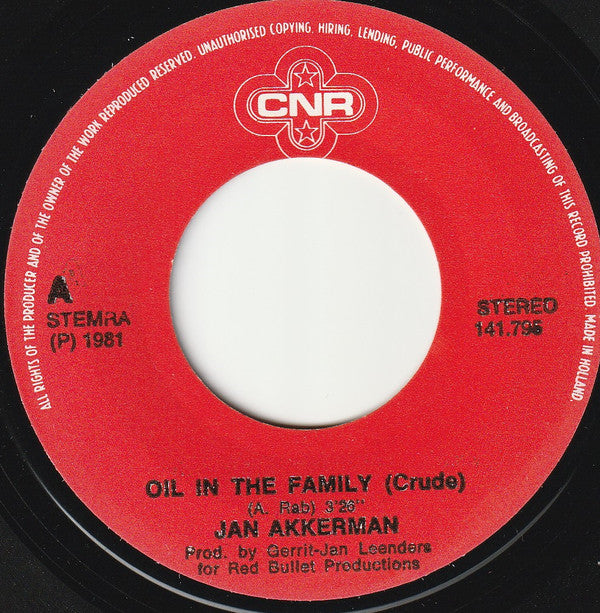 ALL RIGHTS OF THE PRODUCER AND OF THE OWNER OF THE WORK REPRODUCED RESERVED. UNAUTHORISED COPYING, HIRING, LENDING, PUBLIC PERFORMANCE AND BROADCASTING OF THIS RECORD PROHIBITED. MADE IN HOLLAND.
CNR
A
STEMRA
(P) 1981
STEREO
141.795
OIL IN THE FAMILY (Crude)
(A. Rab) 3'26"
JAN AKKERMAN
Prod. by Gerrit-Jan Leenders
for Red Bullet Productions